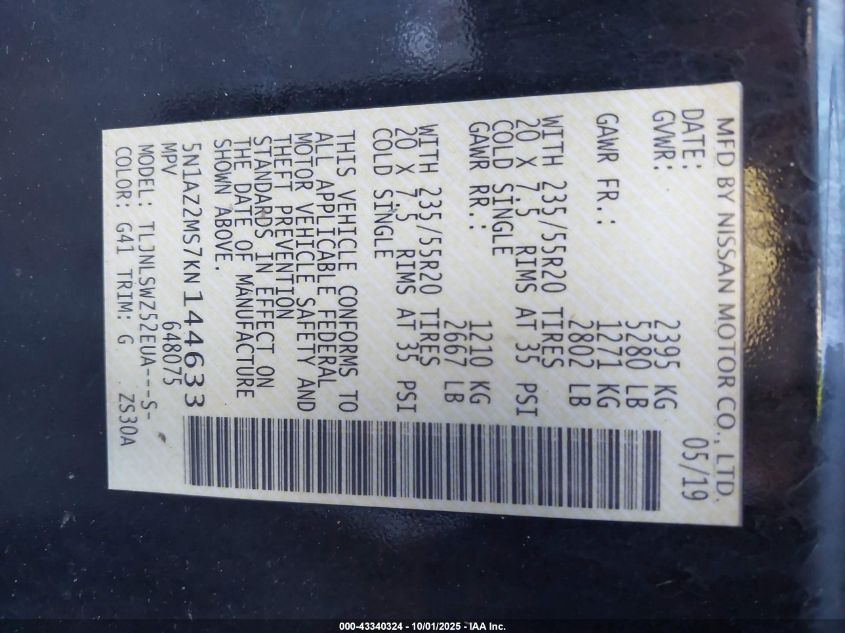 MFD BY NISSAN MOTOR CO., LTD.
DATE: 05/19
GVWR: 2395 KG
5280 LB
GAWR FR.: 1271 KG
2802 LB
WITH 235/55R20 TIRES
20 X 7.5 RIMS AT 35 PSI
COLD SINGLE
GAWR RR.: 1210 KG
2667 LB
WITH 235/55R20 TIRES
20 X 7.5 RIMS AT 35 PSI
COLD SINGLE
THIS VEHICLE CONFORMS TO
ALL APPLICABLE FEDERAL
MOTOR VEHICLE SAFETY AND
THEFT PREVENTION
STANDARDS IN EFFECT ON
THE DATE OF MANUFACTURE
SHOWN ABOVE.
5N1AZ2MS7KN144633
MPV 648075
MODEL: TLJNLSWZ52EUA---S-
COLOR: G41 TRIM: G ZS30A
000-43340324 - 10/01/2025 - IAA Inc.